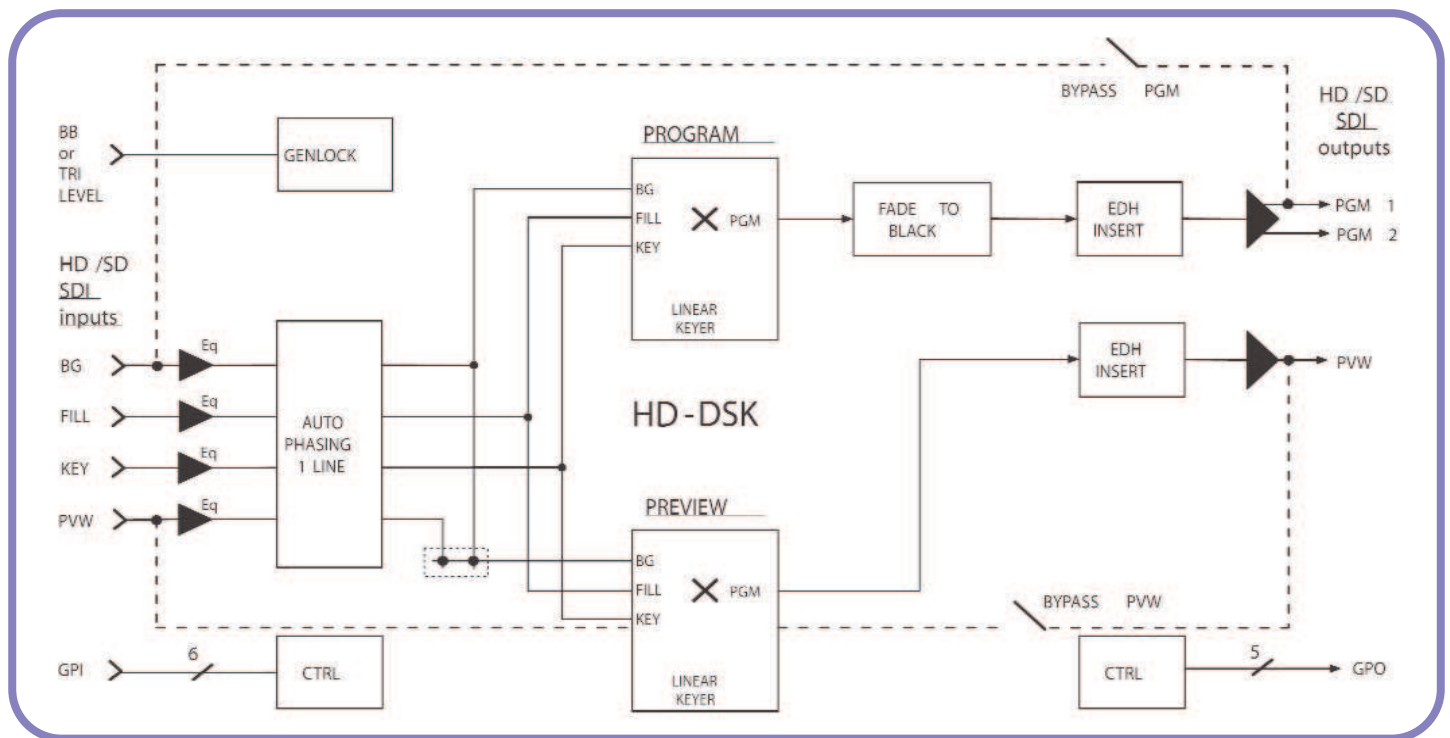 BYPASS PGM
HD /SD
SDI
outputs
BB
or
TRI
LEVEL
GENLOCK
PROGRAM
BG
FILL
KEY
PGM
LINEAR
KEYER
FADE TO
BLACK
EDH
INSERT
PGM 1
PGM 2
HD /SD
SDI
inputs
BG
FILL
KEY
PVW
Eq
Eq
Eq
Eq
AUTO
PHASING
1 LINE
HD-DSK
EDH
INSERT
PVW
PREVIEW
BG
FILL
KEY
PGM
LINEAR
KEYER
BYPASS PVW
GPI
6
CTRL
CTRL
5
GPO